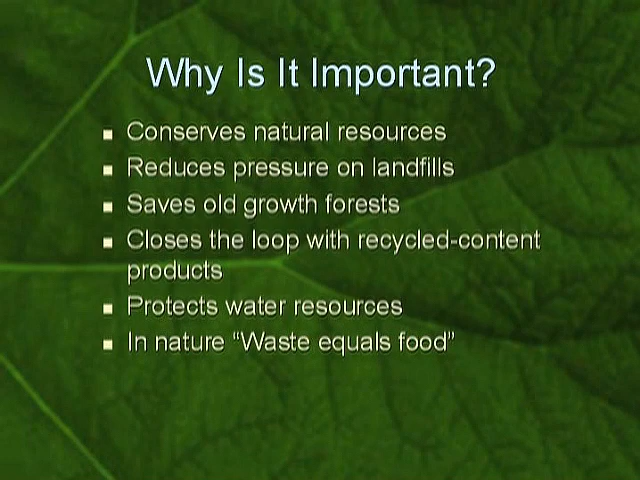 Why Is It Important?
Conserves natural resources
Reduces pressure on landfills
Saves old growth forests
Closes the loop with recycled-content
products
Protects water resources
In nature “Waste equals food”